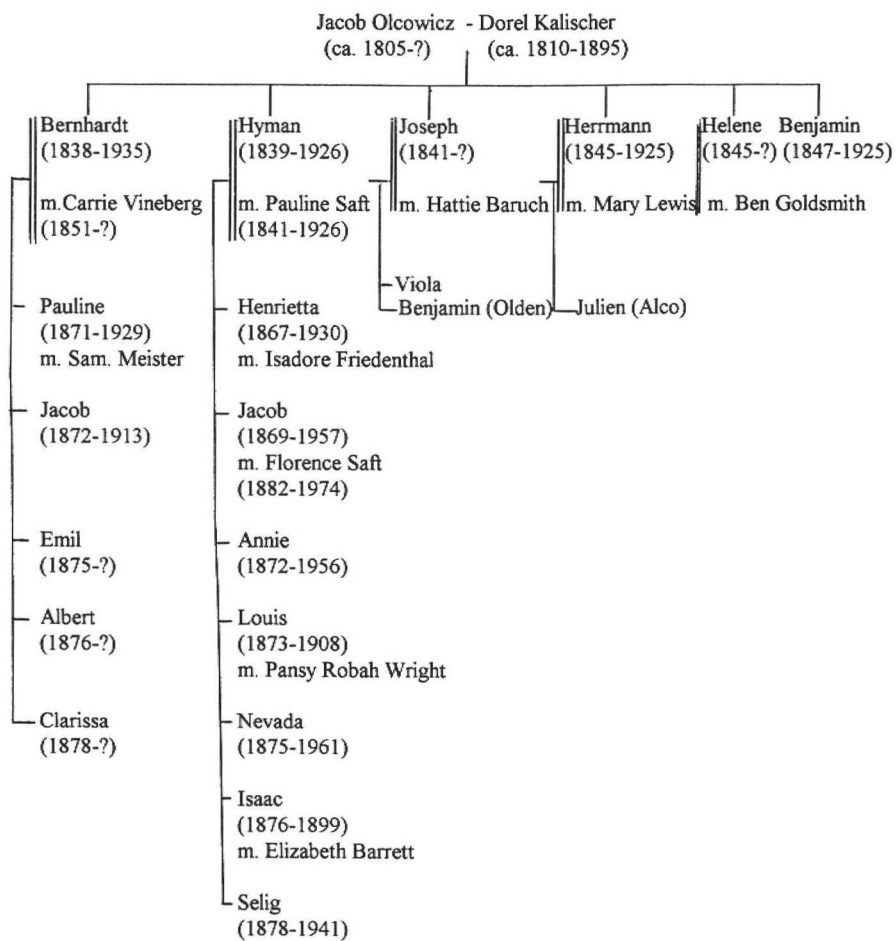 Jacob Olcowicz - Dorel Kalischer
(ca. 1805-?) (ca. 1810-1895)
Bernhardt Hyman Joseph Herrmann Helene Benjamin
(1838-1935) (1839-1926) (1841-?) (1845-1925) (1845-?) (1847-1925)
m.Carrie Vineberg m. Pauline Saft m. Hattie Baruch m. Mary Lewis m. Ben Goldsmith
(1851-?) (1841-1926)
Viola
Pauline Henrietta Benjamin (Olden) Julien (Alco)
(1871-1929) (1867-1930)
m. Sam. Meister m. Isadore Friedenthal
Jacob Jacob
(1872-1913) (1869-1957)
m. Florence Saft
(1882-1974)
Emil Annie
(1875-?) (1872-1956)
Albert Louis
(1876-?) (1873-1908)
m. Pansy Robah Wright
Clarissa Nevada
(1878-?) (1875-1961)
Isaac
(1876-1899)
m. Elizabeth Barrett
Selig
(1878-1941)